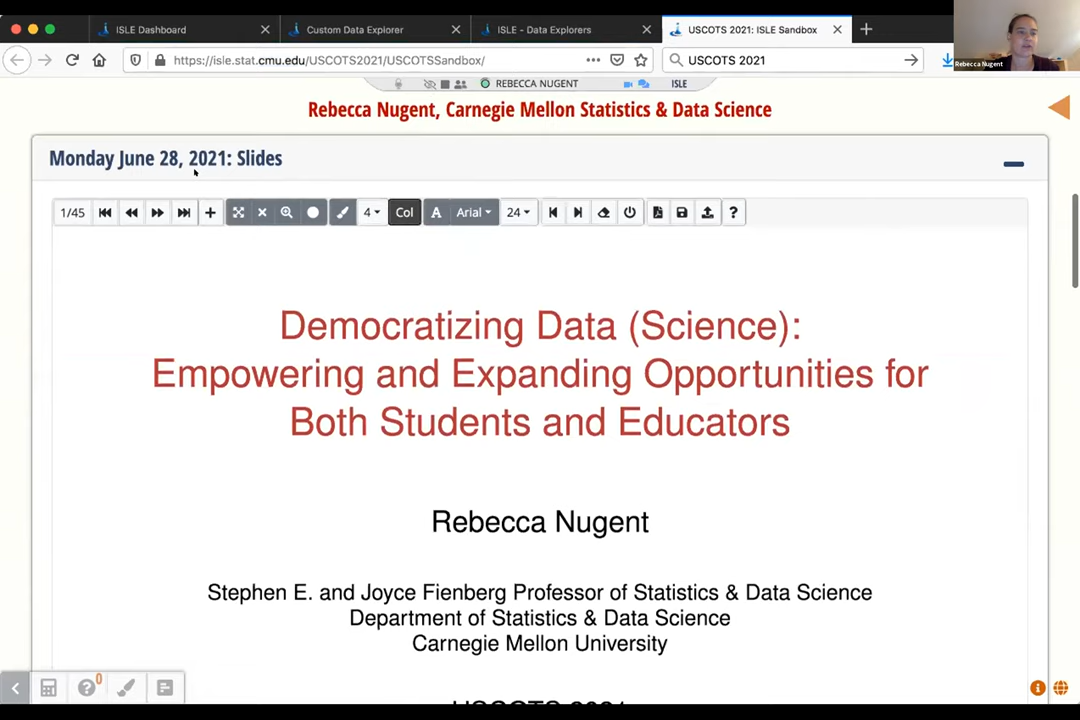 ISLE Dashboard
Custom Data Explorer
ISLE - Data Explorers
USCOTS 2021: ISLE Sandbox
https://isle.stat.cmu.edu/USCOTS2021/USCOTSSandbox/
USCOTS 2021
Rebecca Nugent
REBECCA NUGENT
ISLE
Rebecca Nugent, Carnegie Mellon Statistics & Data Science
Monday June 28, 2021: Slides
1/45
4
Col
A
Arial
24
?
Democratizing Data (Science):
Empowering and Expanding Opportunities for
Both Students and Educators
Rebecca Nugent
Stephen E. and Joyce Fienberg Professor of Statistics & Data Science
Department of Statistics & Data Science
Carnegie Mellon University
USCOTS 2021
0